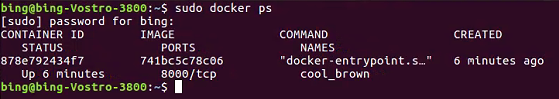 bing@bing-Vostro-3800:~$ sudo docker ps
[sudo] password for bing:
CONTAINER ID IMAGE COMMAND CREATED
STATUS PORTS NAMES
878e792434f7 741bc5c78c06 "docker-entrypoint.s…" 6 minutes ago
Up 6 minutes 8000/tcp cool_brown
bing@bing-Vostro-3800:~$